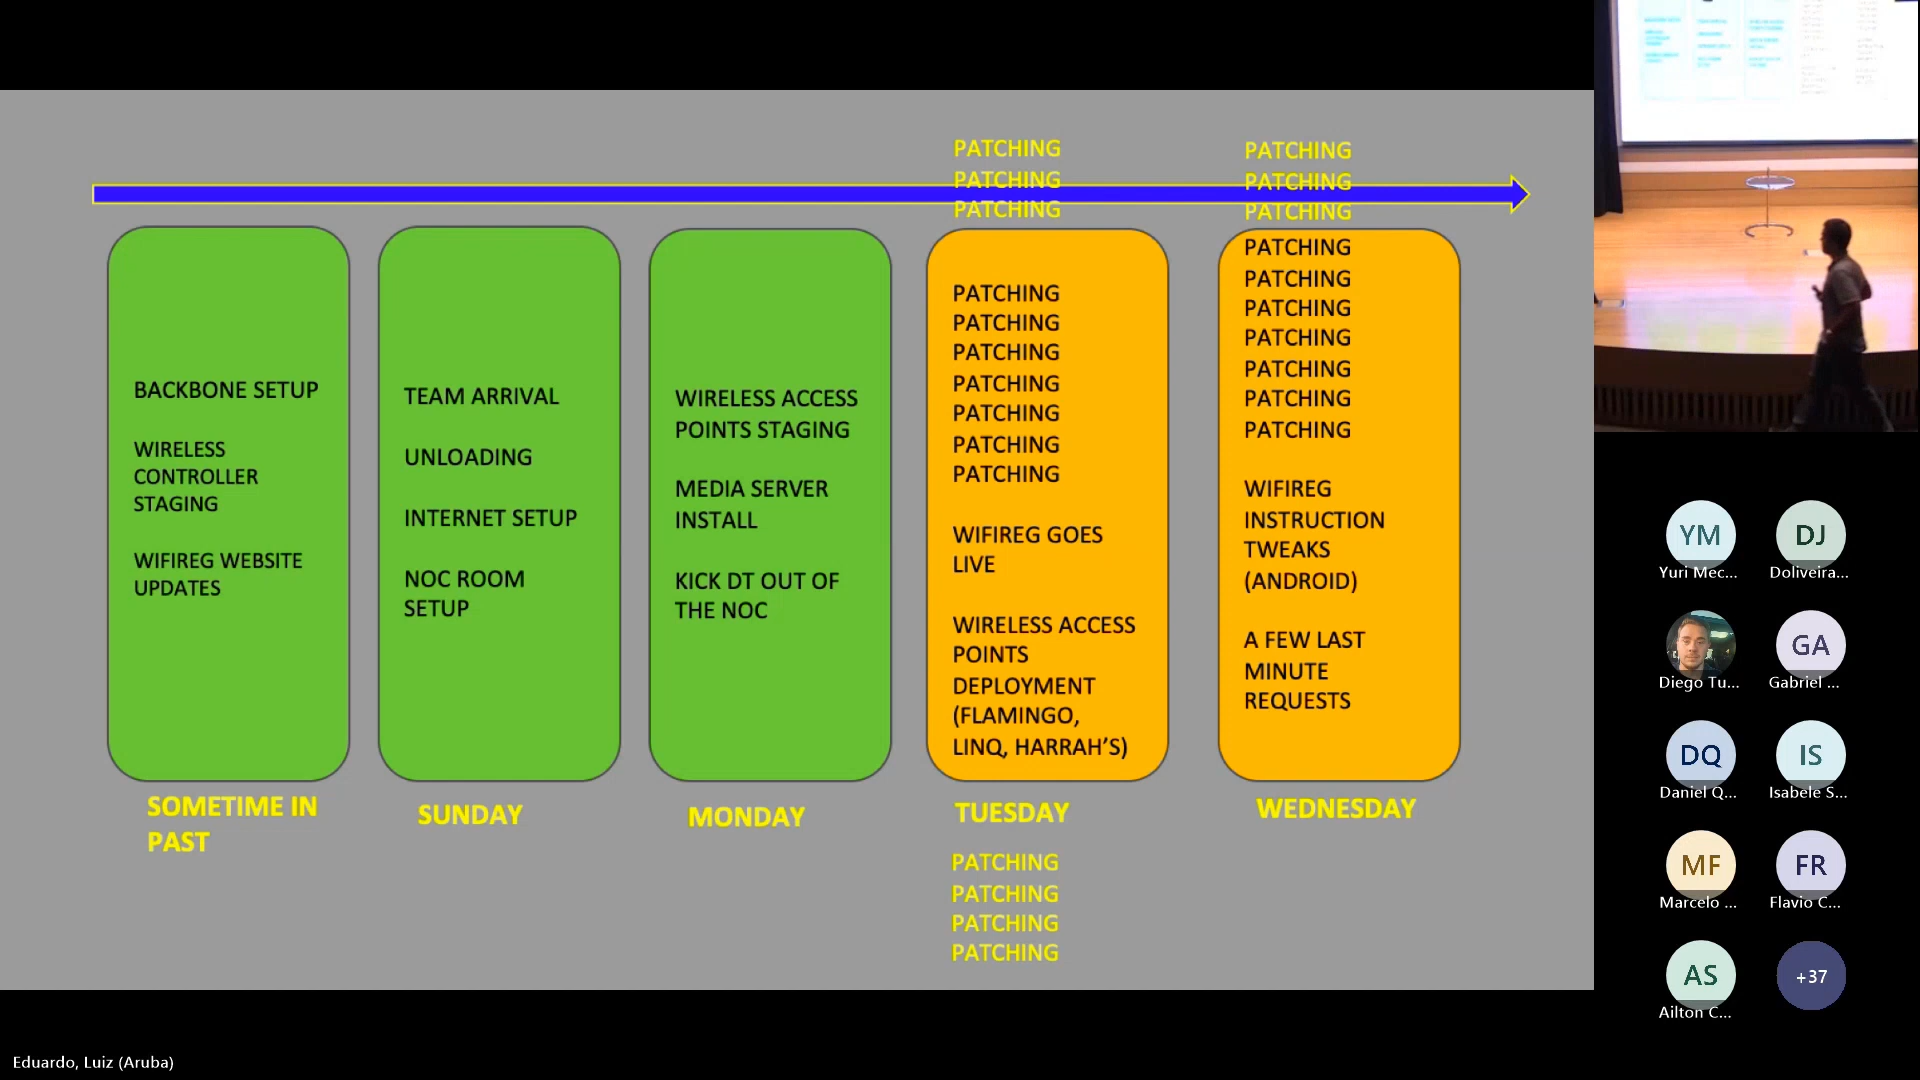 PATCHING
PATCHING
PATCHING
PATCHING
PATCHING
PATCHING
BACKBONE SETUP
WIRELESS
CONTROLLER
STAGING
WIFIREG WEBSITE
UPDATES
SOMETIME IN
PAST
TEAM ARRIVAL
UNLOADING
INTERNET SETUP
NOC ROOM
SETUP
SUNDAY
WIRELESS ACCESS
POINTS STAGING
MEDIA SERVER
INSTALL
KICK DT OUT OF
THE NOC
MONDAY
PATCHING
PATCHING
PATCHING
PATCHING
PATCHING
PATCHING
PATCHING
WIFIREG GOES
LIVE
WIRELESS ACCESS
POINTS
DEPLOYMENT
(FLAMINGO,
LINQ, HARRAH’S)
TUESDAY
PATCHING
PATCHING
PATCHING
PATCHING
PATCHING
PATCHING
PATCHING
PATCHING
PATCHING
PATCHING
PATCHING
WIFIREG
INSTRUCTION
TWEAKS
(ANDROID)
A FEW LAST
MINUTE
REQUESTS
WEDNESDAY
YM
Yuri Mec...
DJ
Doliveira...
Diego Tu...
GA
Gabriel ...
DQ
Daniel Q...
IS
Isabele S...
MF
Marcelo ...
FR
Flavio C...
AS
Ailton C...
+37
Eduardo, Luiz (Aruba)